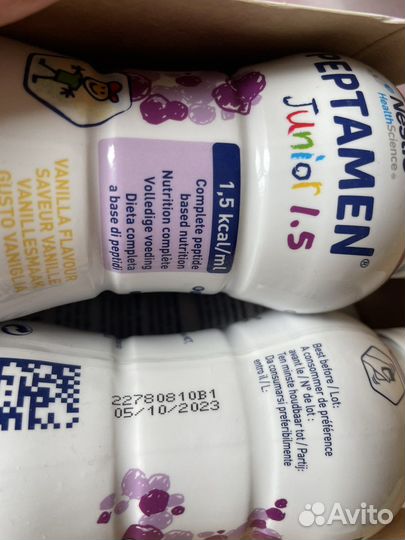 Nestlé
HealthScience®
PEPTAMEN®
Junior 1.5
1,5 kcal/ml
Complete peptide
based nutrition
Nutrition complète
Volledige voeding
Dieta completa
a base di peptidi
VANILLA FLAVOUR
SAVEUR VANILLE
VANILLESMAAK
GUSTO VANIGLIA
Best before / Lot:
A consommer de préférence
avant le / N° de lot :
Ten minste houdbaar tot / Partij:
Da consumarsi preferibilmente
entro il / L:
22780810B1
05/10/2023
Avito